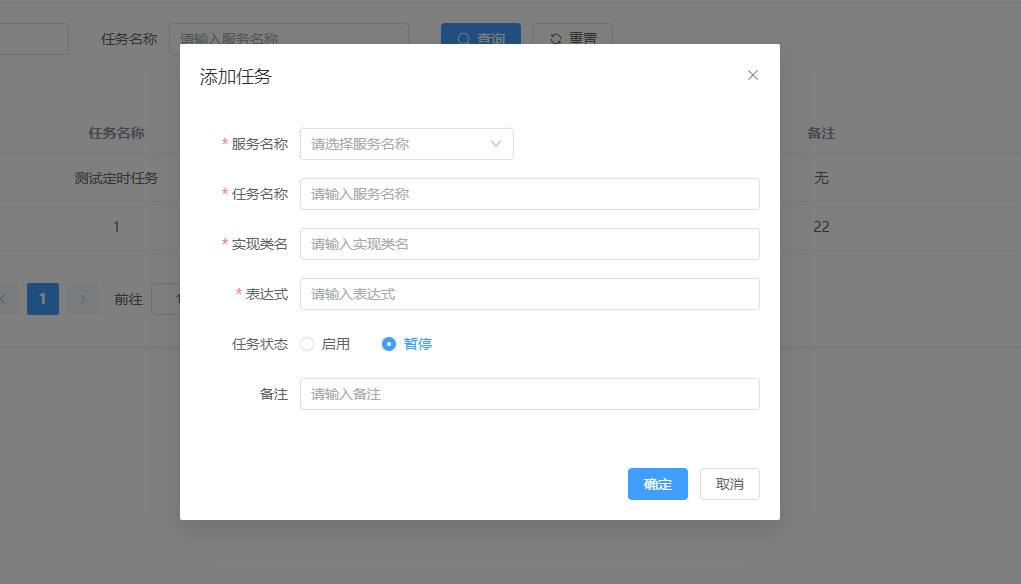 任务名称 请输入服务名称 查询 重置
添加任务
任务名称 备注
* 服务名称 请选择服务名称
测试定时任务 无
* 任务名称 请输入服务名称
1 22
* 实现类名 请输入实现类名
* 表达式 请输入表达式
1 前往 1
任务状态 启用 暂停
备注 请输入备注
确定 取消